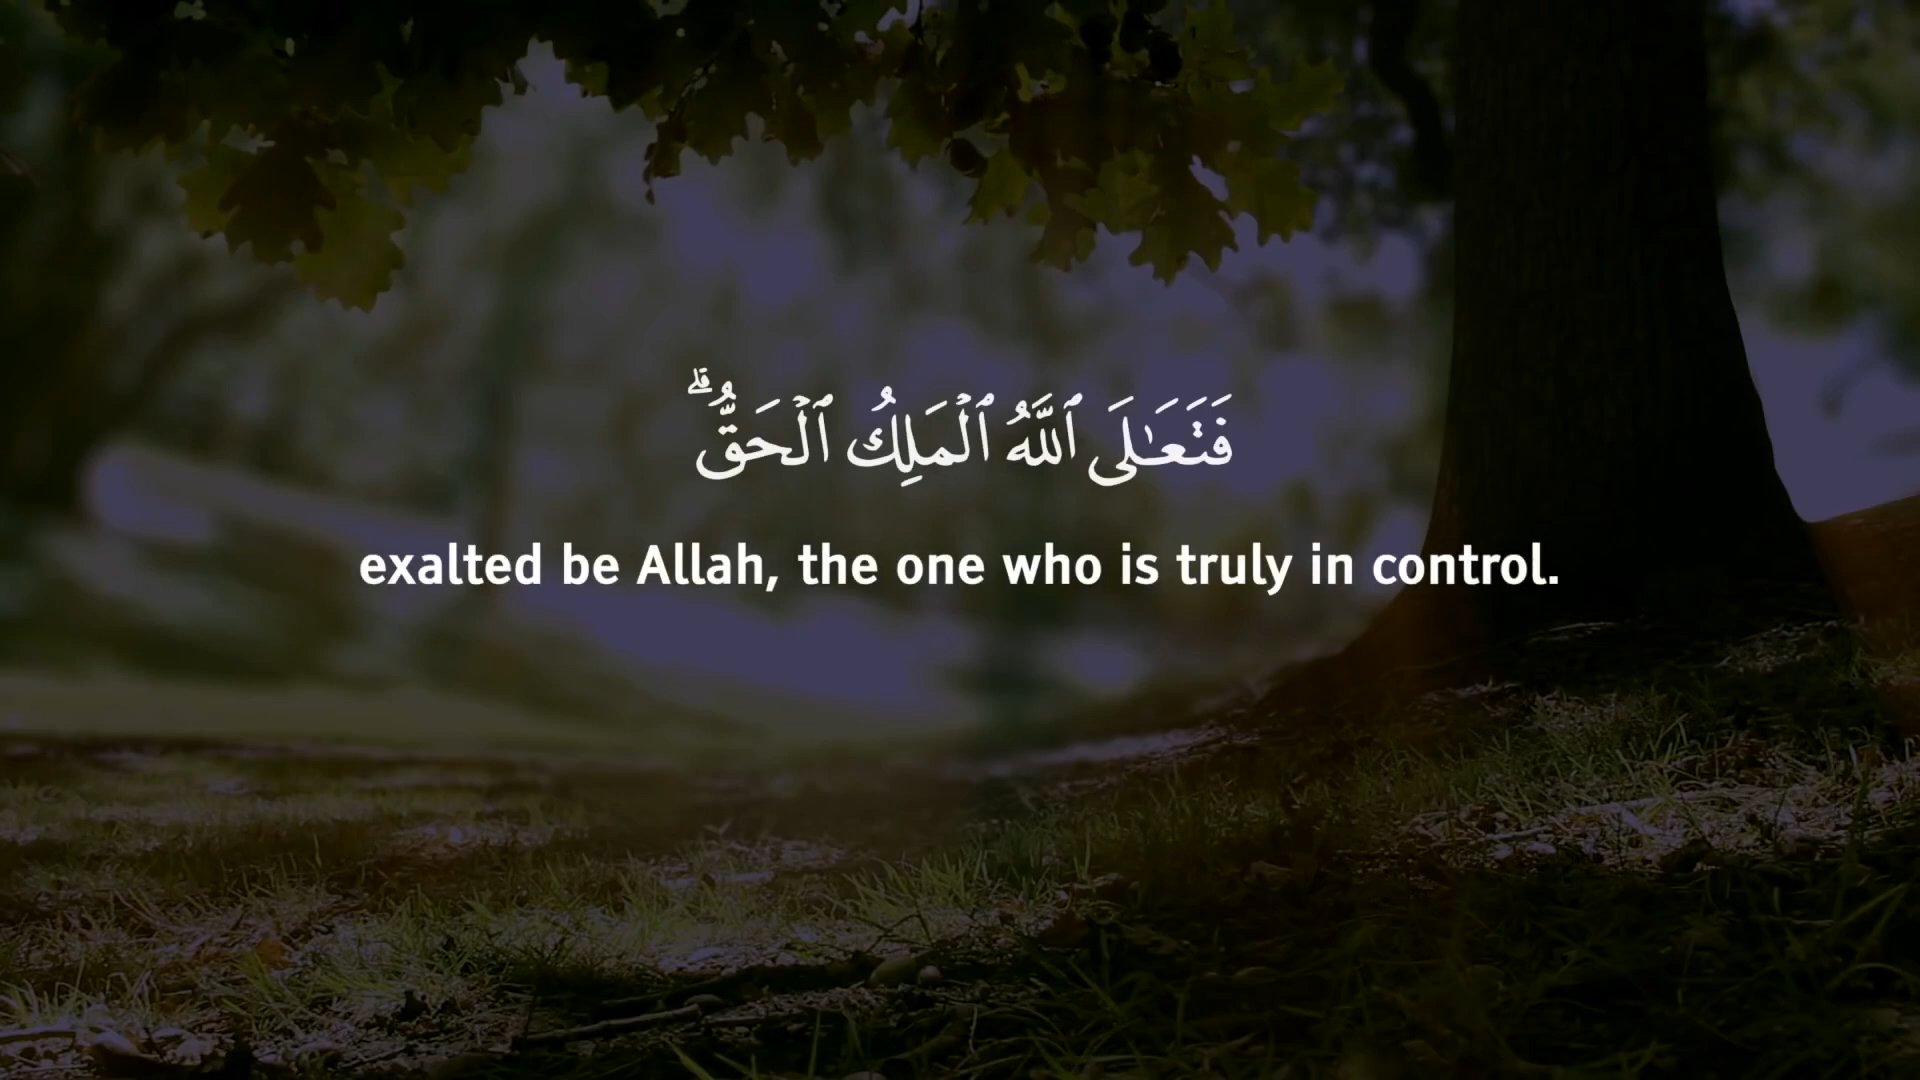 فَتَعَـٰلَى ٱللَّهُ ٱلْمَلِكُ ٱلْحَقُّ ۗ
exalted be Allah, the one who is truly in control.